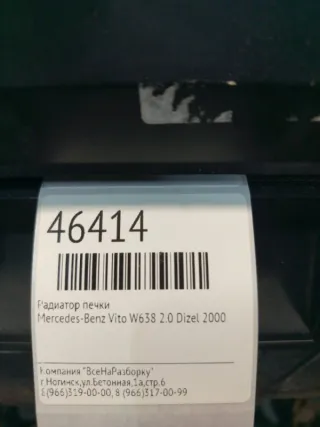 46414
Радиатор печки
Mercedes-Benz Vito W638 2.0 Dizel 2000
Компания "ВсеНаРазборку"
г.Ногинск,ул.Бетонная,1а,стр.6
8(966)319-00-00, 8 (966)317-00-99